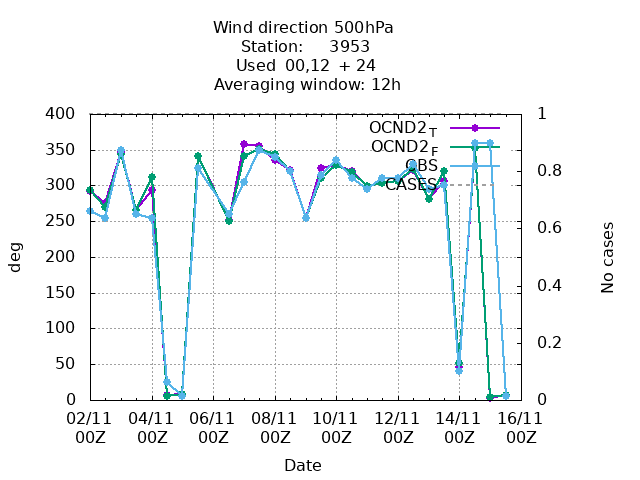 Wind direction 500hPa
Station: 3953
Used 00,12 + 24
Averaging window: 12h
400
350
300
250
200
150
100
50
0
deg
1
0.8
0.6
0.4
0.2
0
No cases
OCND2 T
OCND2 F
OBS
CASES
02/11 04/11 06/11 08/11 10/11 12/11 14/11 16/11
00Z 00Z 00Z 00Z 00Z 00Z 00Z 00Z
Date